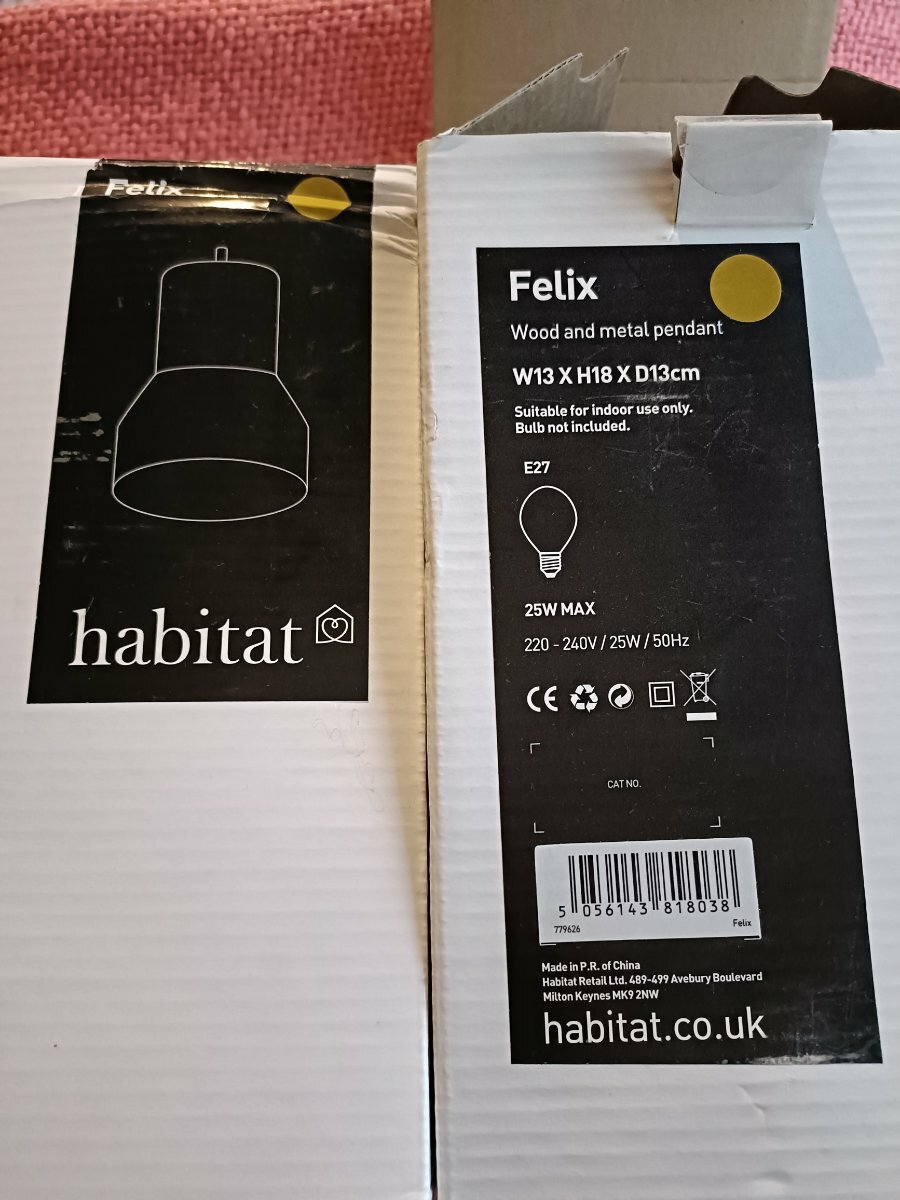 Felix
habitat
Felix
Wood and metal pendant
W13 X H18 X D13cm
Suitable for indoor use only.
Bulb not included.
E27
25W MAX
220 - 240V / 25W / 50Hz
CE
CAT NO.
5 056143 818038
779626 Felix
Made in P.R. of China
Habitat Retail Ltd. 489-499 Avebury Boulevard
Milton Keynes MK9 2NW
habitat.co.uk